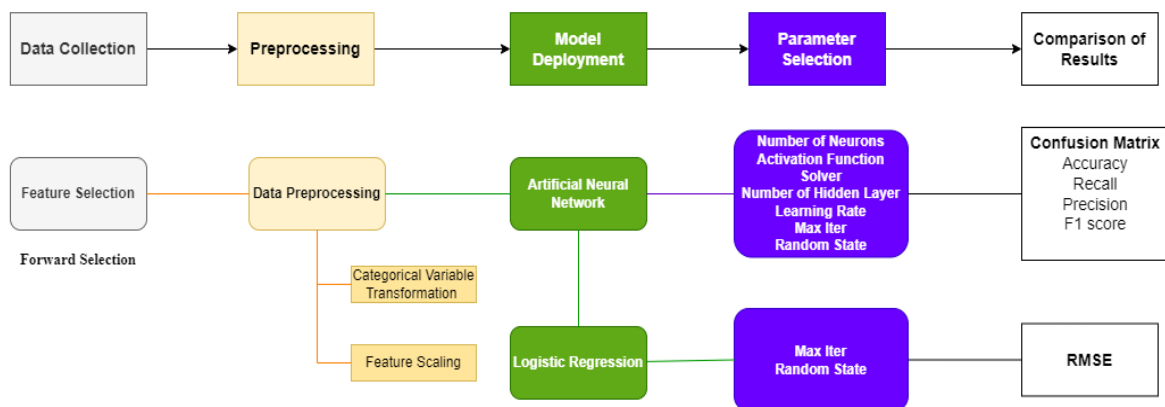 Data Collection
Preprocessing
Model
Deployment
Parameter
Selection
Comparison of
Results
Feature Selection
Data Preprocessing
Artificial Neural
Network
Number of Neurons
Activation Function
Solver
Number of Hidden Layer
Learning Rate
Max Iter
Random State
Confusion Matrix
Accuracy
Recall
Precision
F1 score
Forward Selection
Categorical Variable
Transformation
Feature Scaling
Logistic Regression
Max Iter
Random State
RMSE